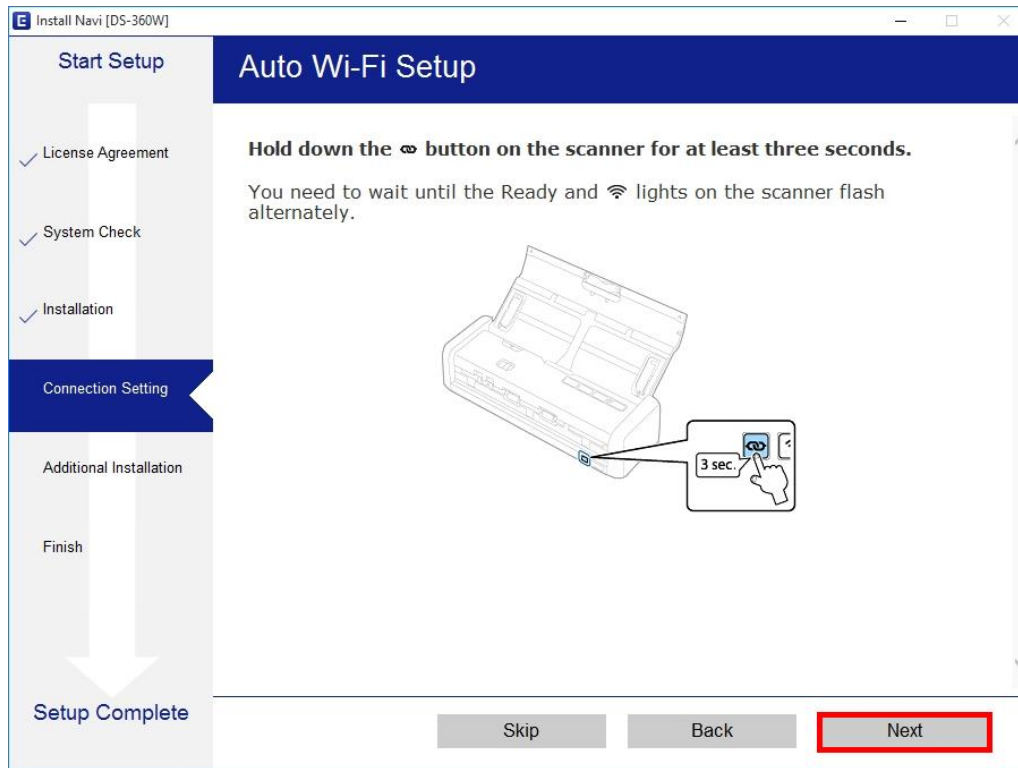 E Install Navi [DS-360W]
Start Setup
License Agreement
System Check
Installation
Connection Setting
Additional Installation
Finish
Setup Complete
Auto Wi-Fi Setup
Hold down the button on the scanner for at least three seconds.
You need to wait until the Ready and lights on the scanner flash
alternately.
3 sec.
Skip
Back
Next